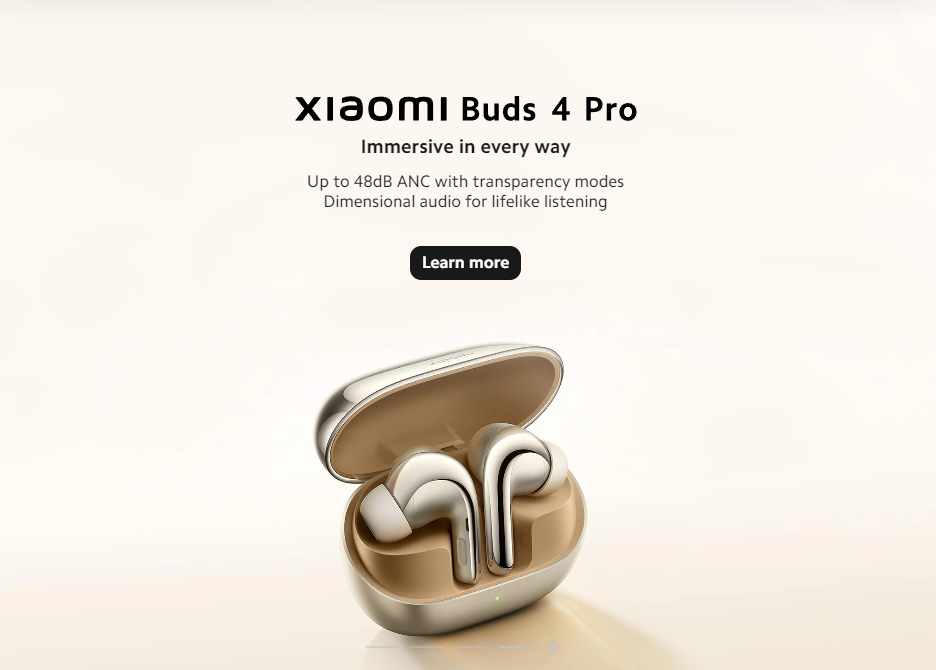 xiaomi Buds 4 Pro
Immersive in every way
Up to 48dB ANC with transparency modes
Dimensional audio for lifelike listening
Learn more